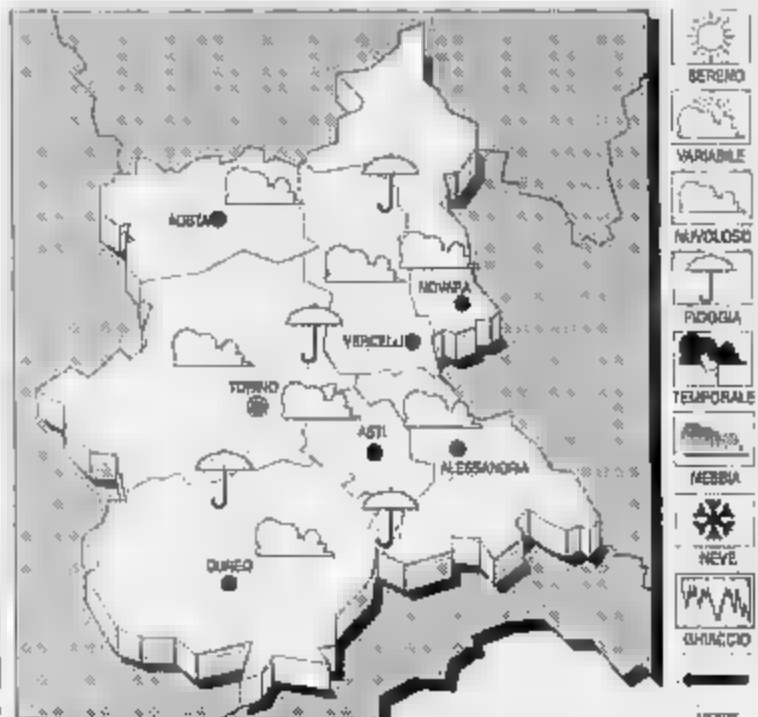 AOSTA
NOVARA
VERCELLI
TORINO
ASTI
ALESSANDRIA
CUNEO
SERENO
VARIABILE
NUVOLOSO
PIOGGIA
TEMPORALE
NEBBIA
NEVE
GHIACCIO